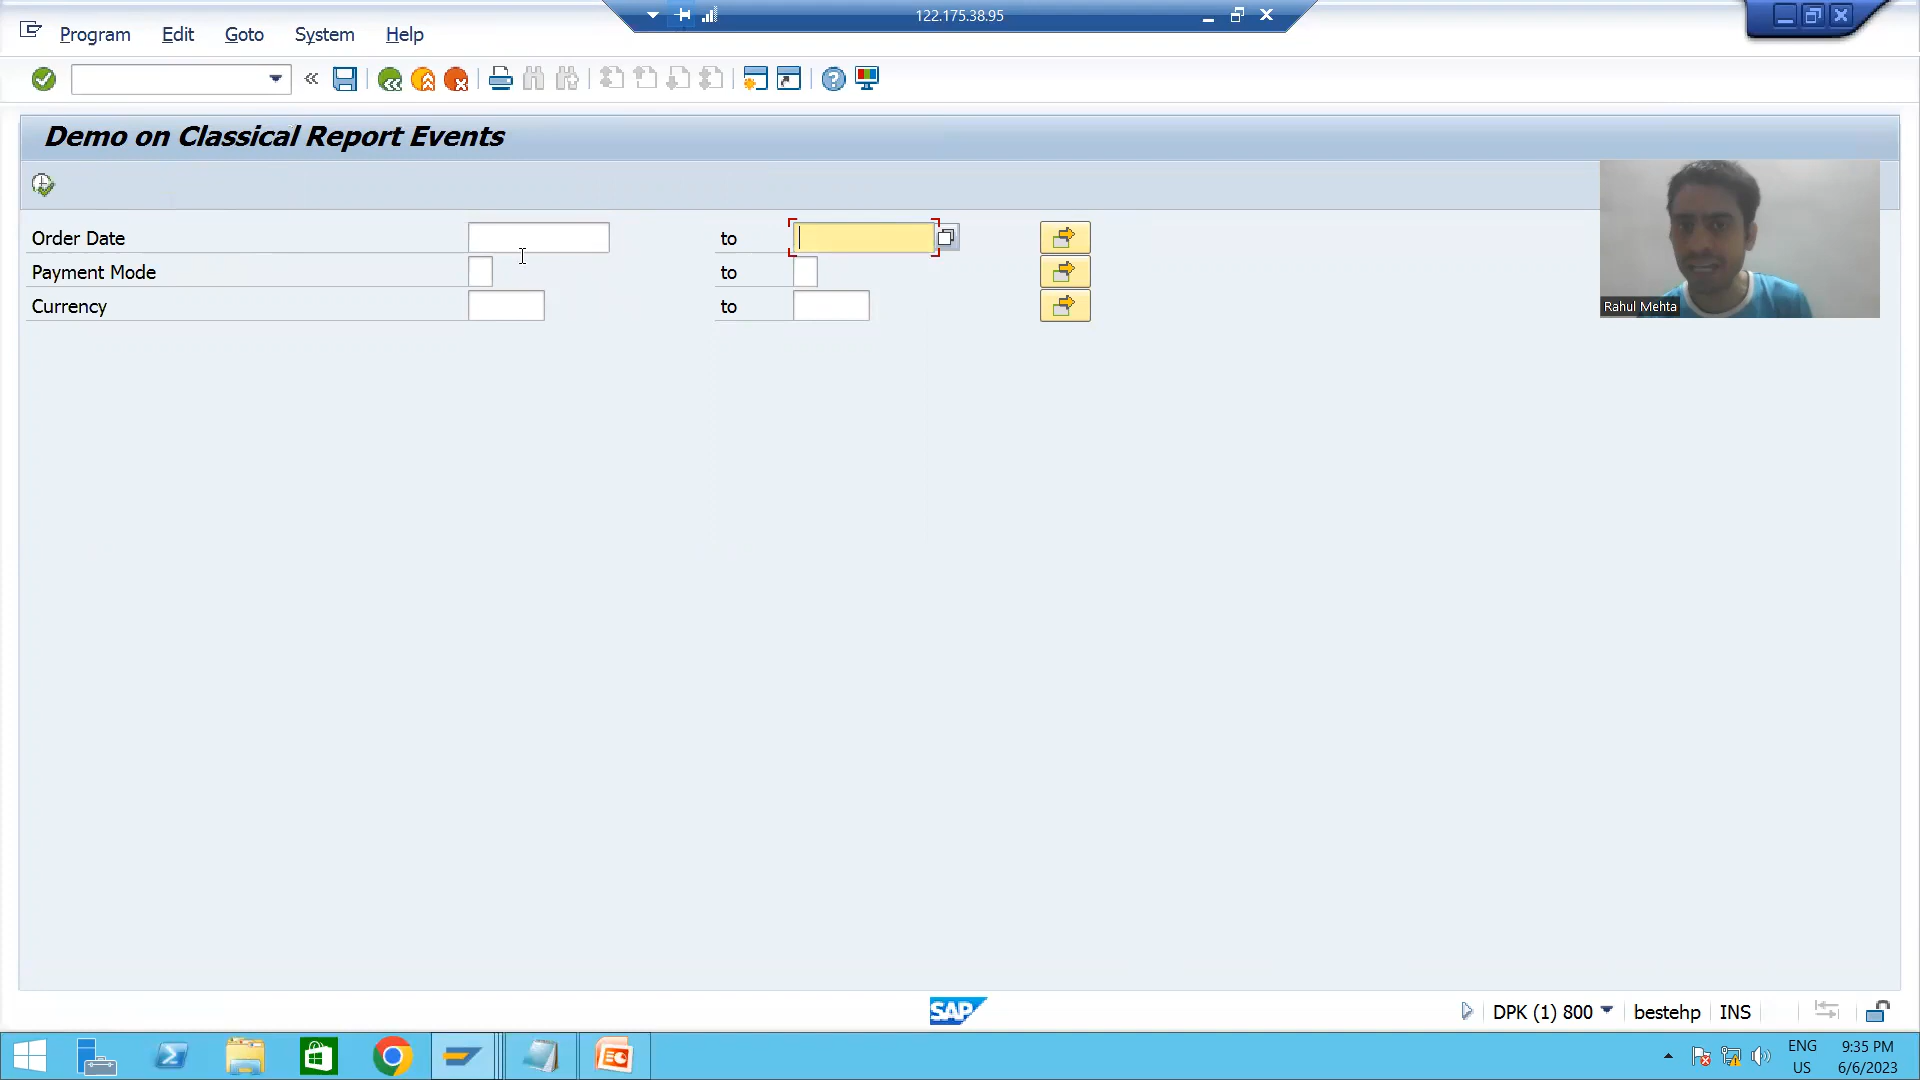 122.175.38.95
Program Edit Goto System Help
Demo on Classical Report Events
Order Date to
Payment Mode to
Currency to
Rahul Mehta
SAP
DPK (1) 800 bestehp INS
ENG 9:35 PM
US 6/6/2023